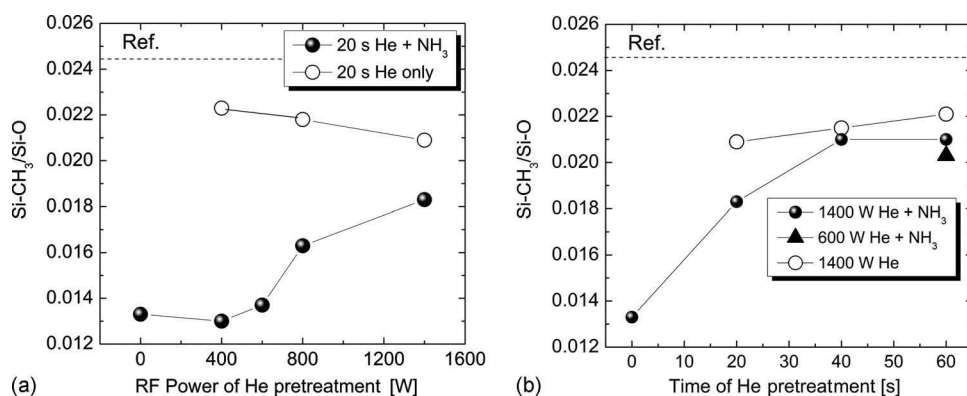 0.026
0.024
0.022
0.020
0.018
0.016
0.014
0.012
Si-CH₃/Si-O
Ref.
20 s He + NH₃
20 s He only
0 400 800 1200 1600
(a) RF Power of He pretreatment [W]
0.026
0.024
0.022
0.020
0.018
0.016
0.014
0.012
Si-CH₃/Si-O
Ref.
1400 W He + NH₃
600 W He + NH₃
1400 W He
0 10 20 30 40 50 60
(b) Time of He pretreatment [s]